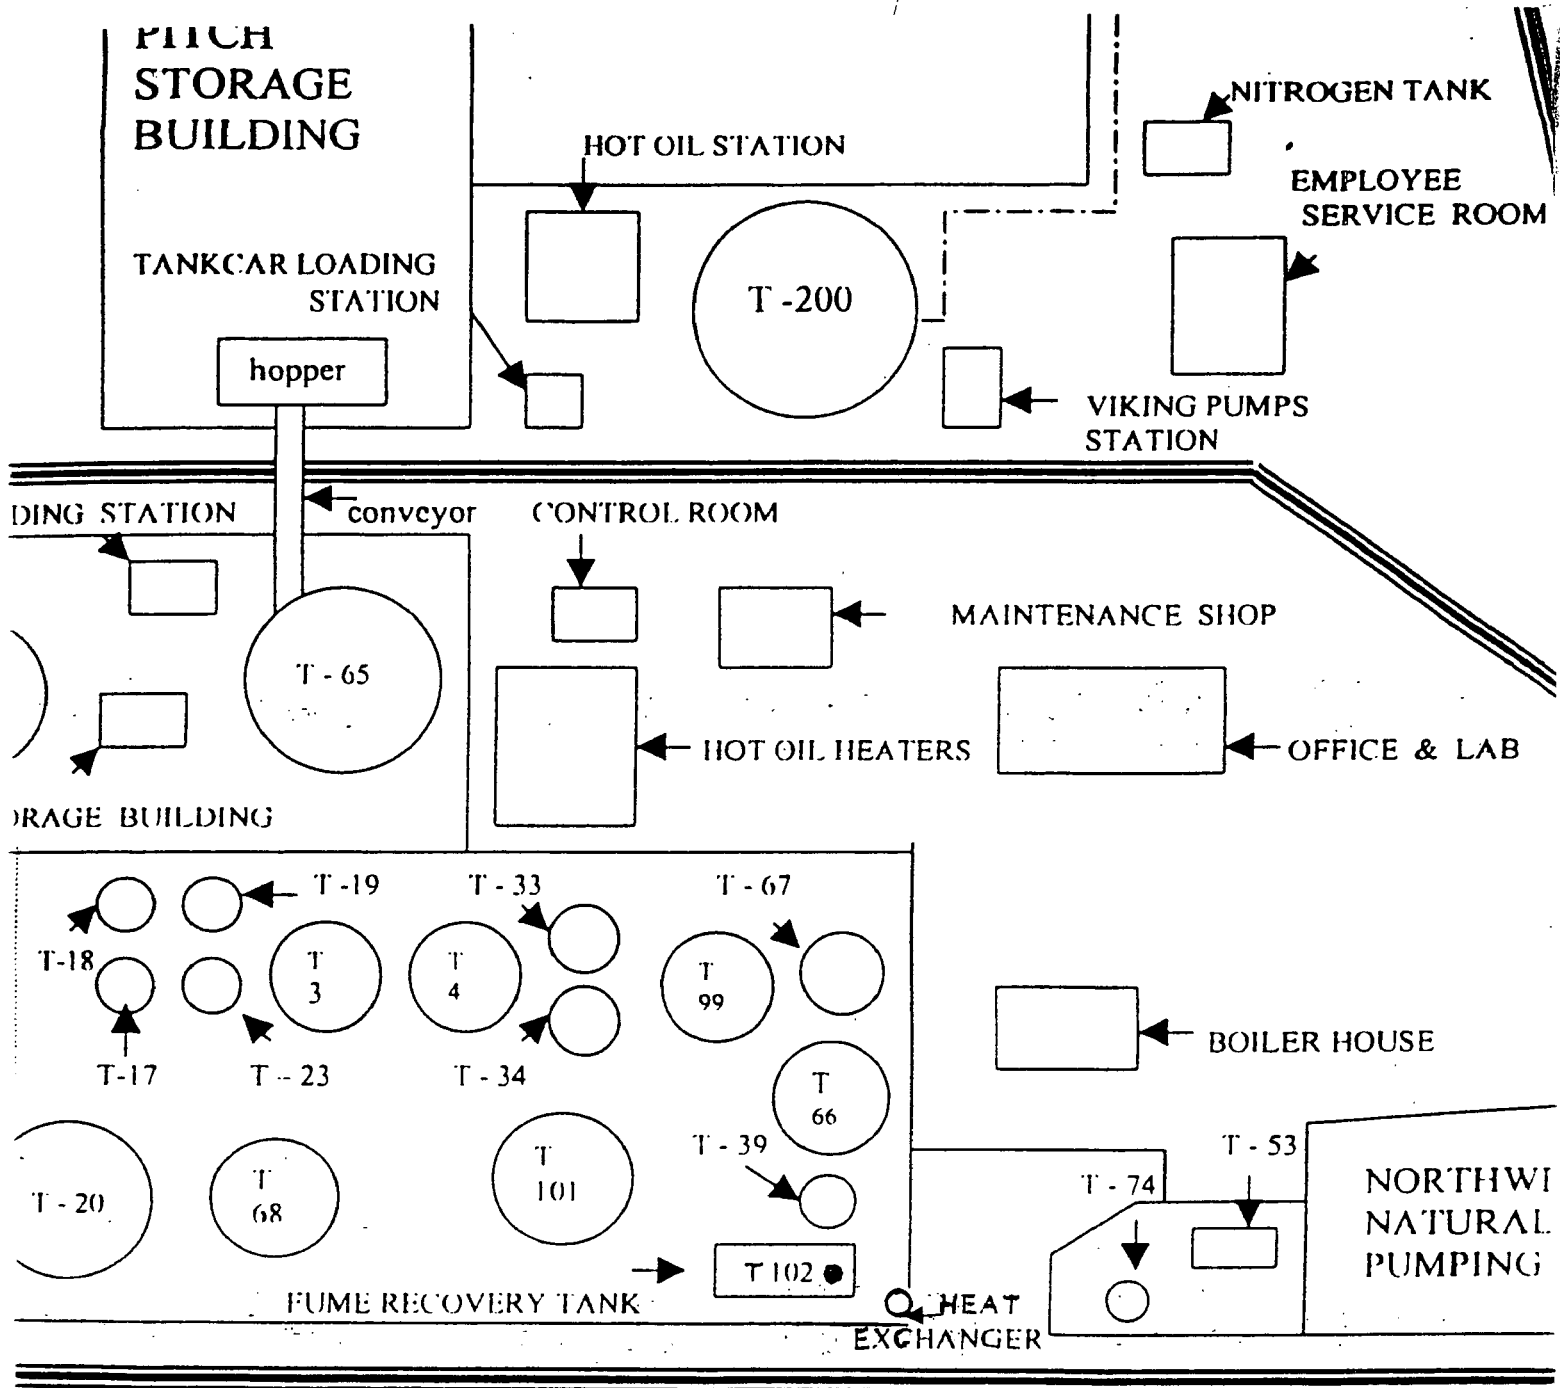 PITCH
STORAGE
BUILDING
NITROGEN TANK
HOT OIL STATION
EMPLOYEE
SERVICE ROOM
TANKCAR LOADING
STATION
T -200
hopper
VIKING PUMPS
STATION
DING STATION
conveyor
CONTROL ROOM
MAINTENANCE SHOP
T - 65
HOT OIL HEATERS
OFFICE & LAB
ORAGE BUILDING
T -19
T - 33
T - 67
T-18
T
3
T
4
T
99
T-17
T - 23
T - 34
BOILER HOUSE
T
66
T - 39
T - 53
T - 74
T - 20
T
68
T
101
NORTHWI
NATURAL
PUMPING
T 102
FUME RECOVERY TANK
HEAT
EXCHANGER